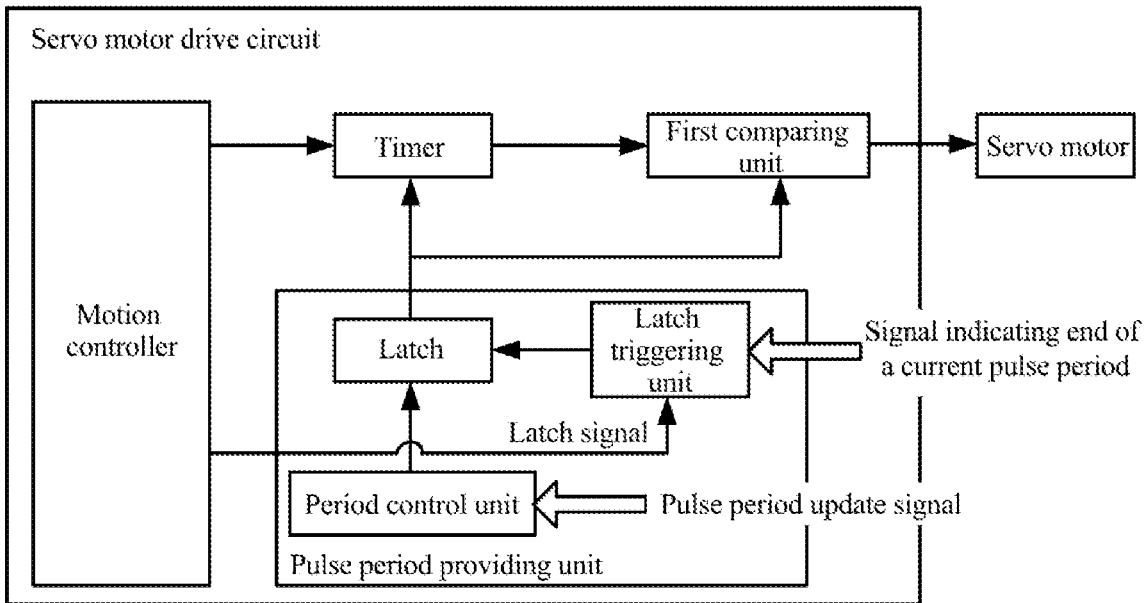 Servo motor drive circuit
Timer
First comparing
unit
Servo motor
Motion
controller
Latch
Latch
triggering
unit
Signal indicating end of
a current pulse period
Latch signal
Period control unit
Pulse period update signal
Pulse period providing unit